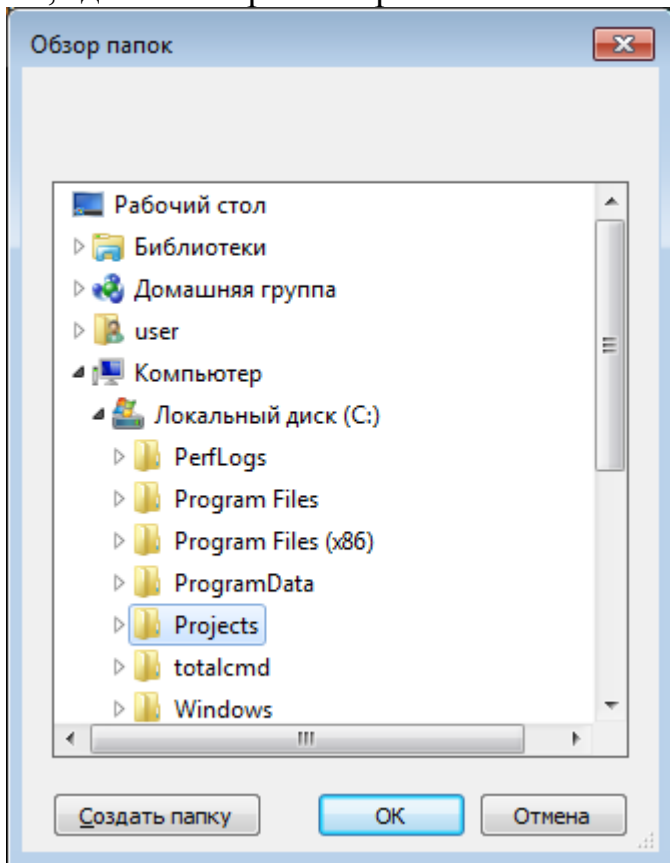 Обзор папок
Рабочий стол
Библиотеки
Домашняя группа
user
Компьютер
Локальный диск (C:)
PerfLogs
Program Files
Program Files (x86)
ProgramData
Projects
totalcmd
Windows
Создать папку
ОК
Отмена